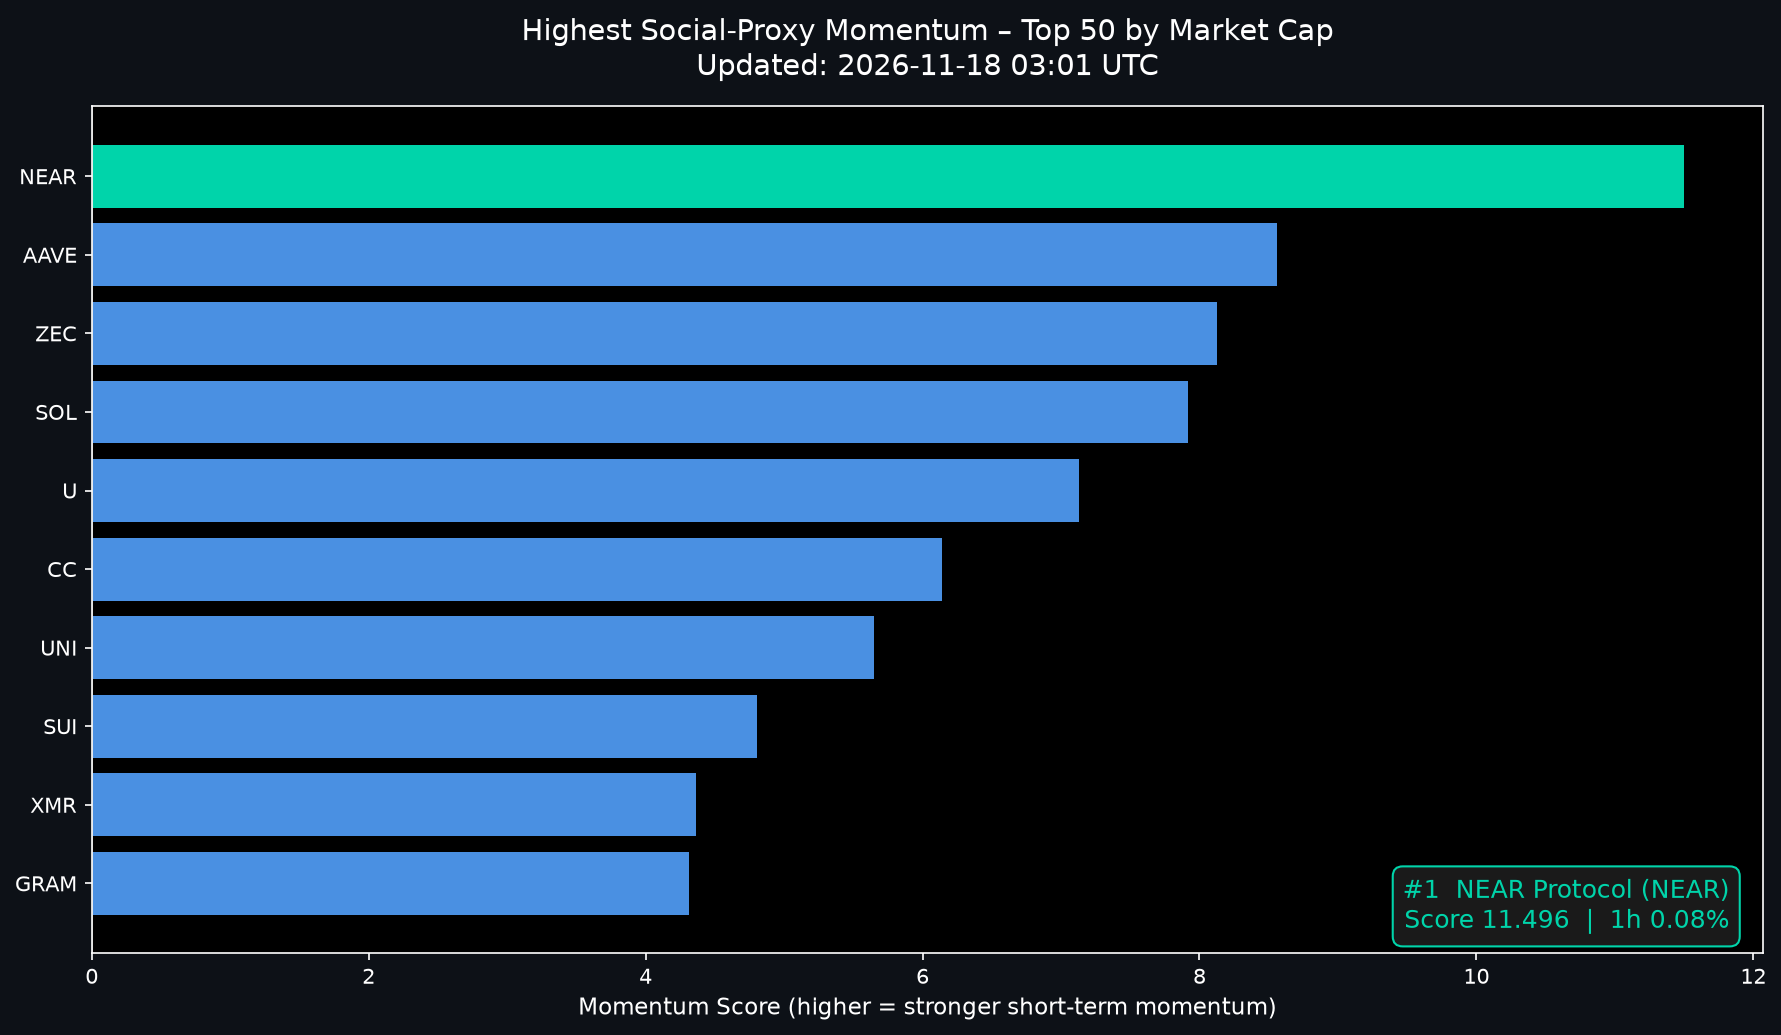 Highest Social-Proxy Momentum – Top 50 by Market Cap
Updated: 2026-11-18 03:01 UTC
NEAR
AAVE
ZEC
SOL
U
CC
UNI
SUI
XMR
GRAM
#1  NEAR Protocol (NEAR)
Score 11.496  |  1h 0.08%
0 2 4 6 8 10 12
Momentum Score (higher = stronger short-term momentum)